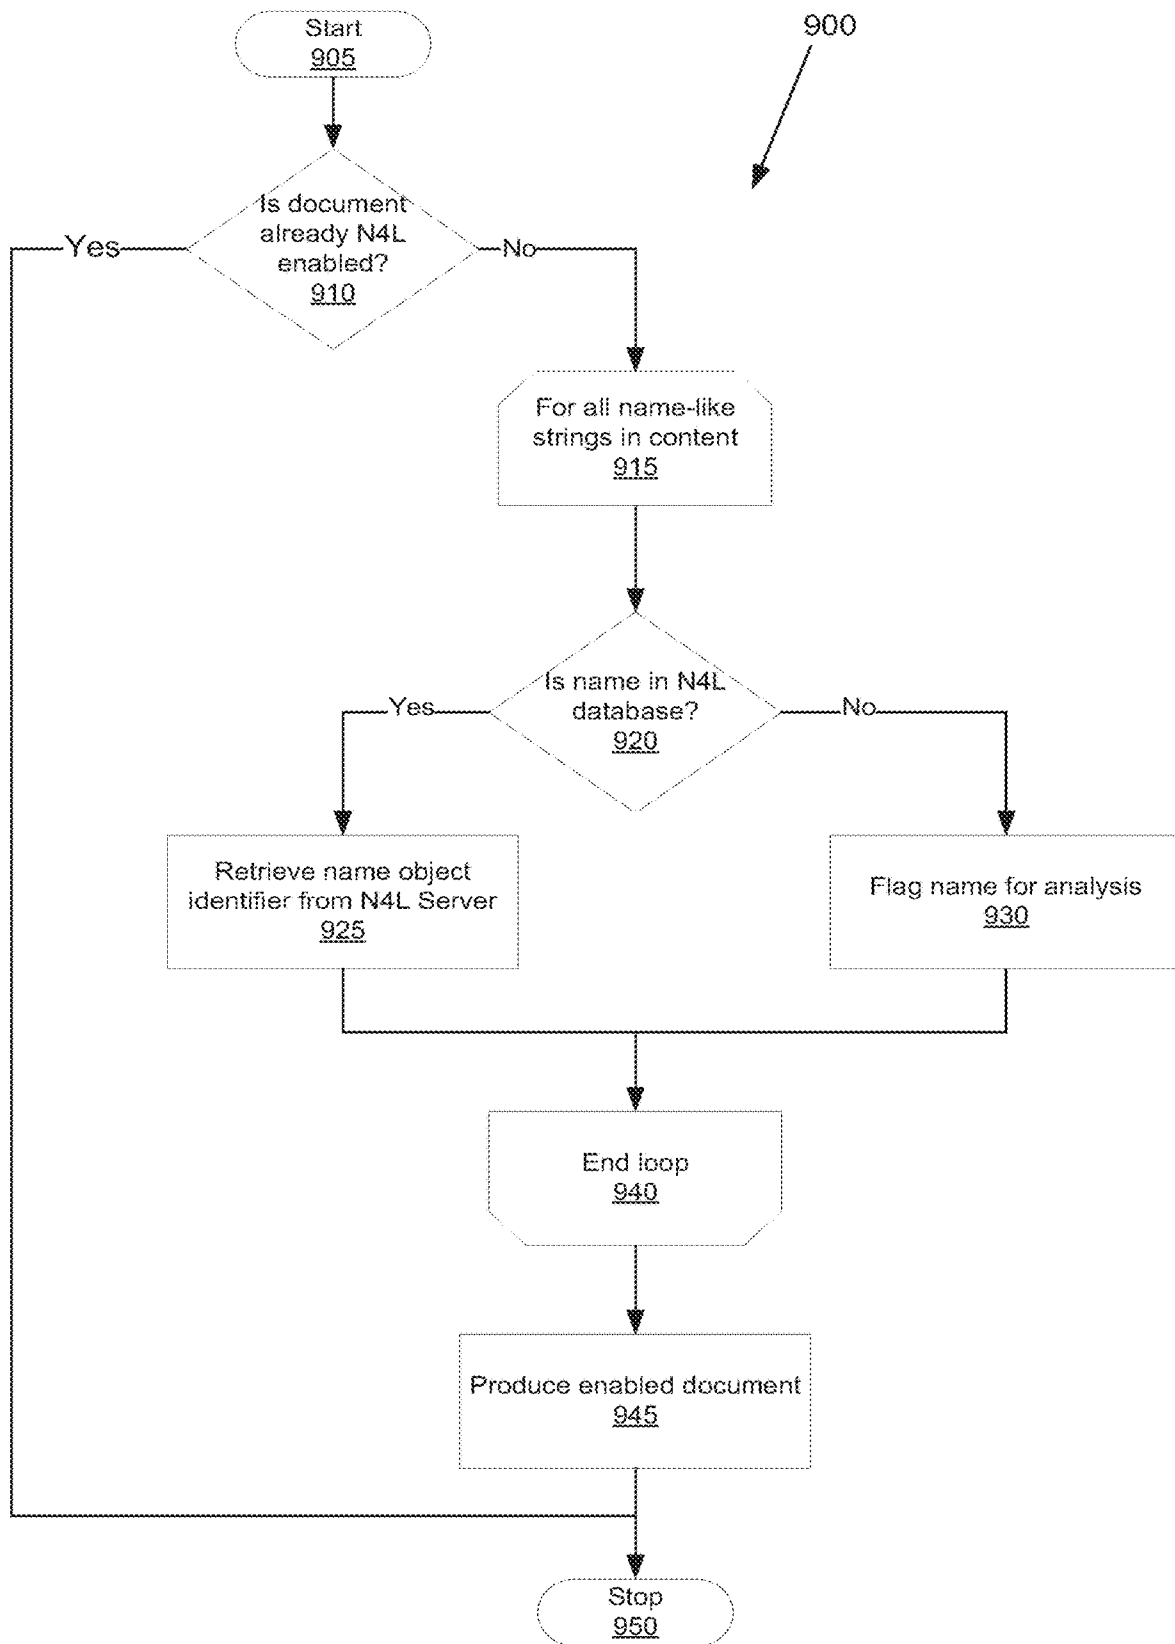 Start
905
900
Is document
already N4L
enabled?
910
Yes
No
For all name-like
strings in content
915
Is name in N4L
database?
920
Yes
No
Retrieve name object
identifier from N4L Server
925
Flag name for analysis
930
End loop
940
Produce enabled document
945
Stop
950